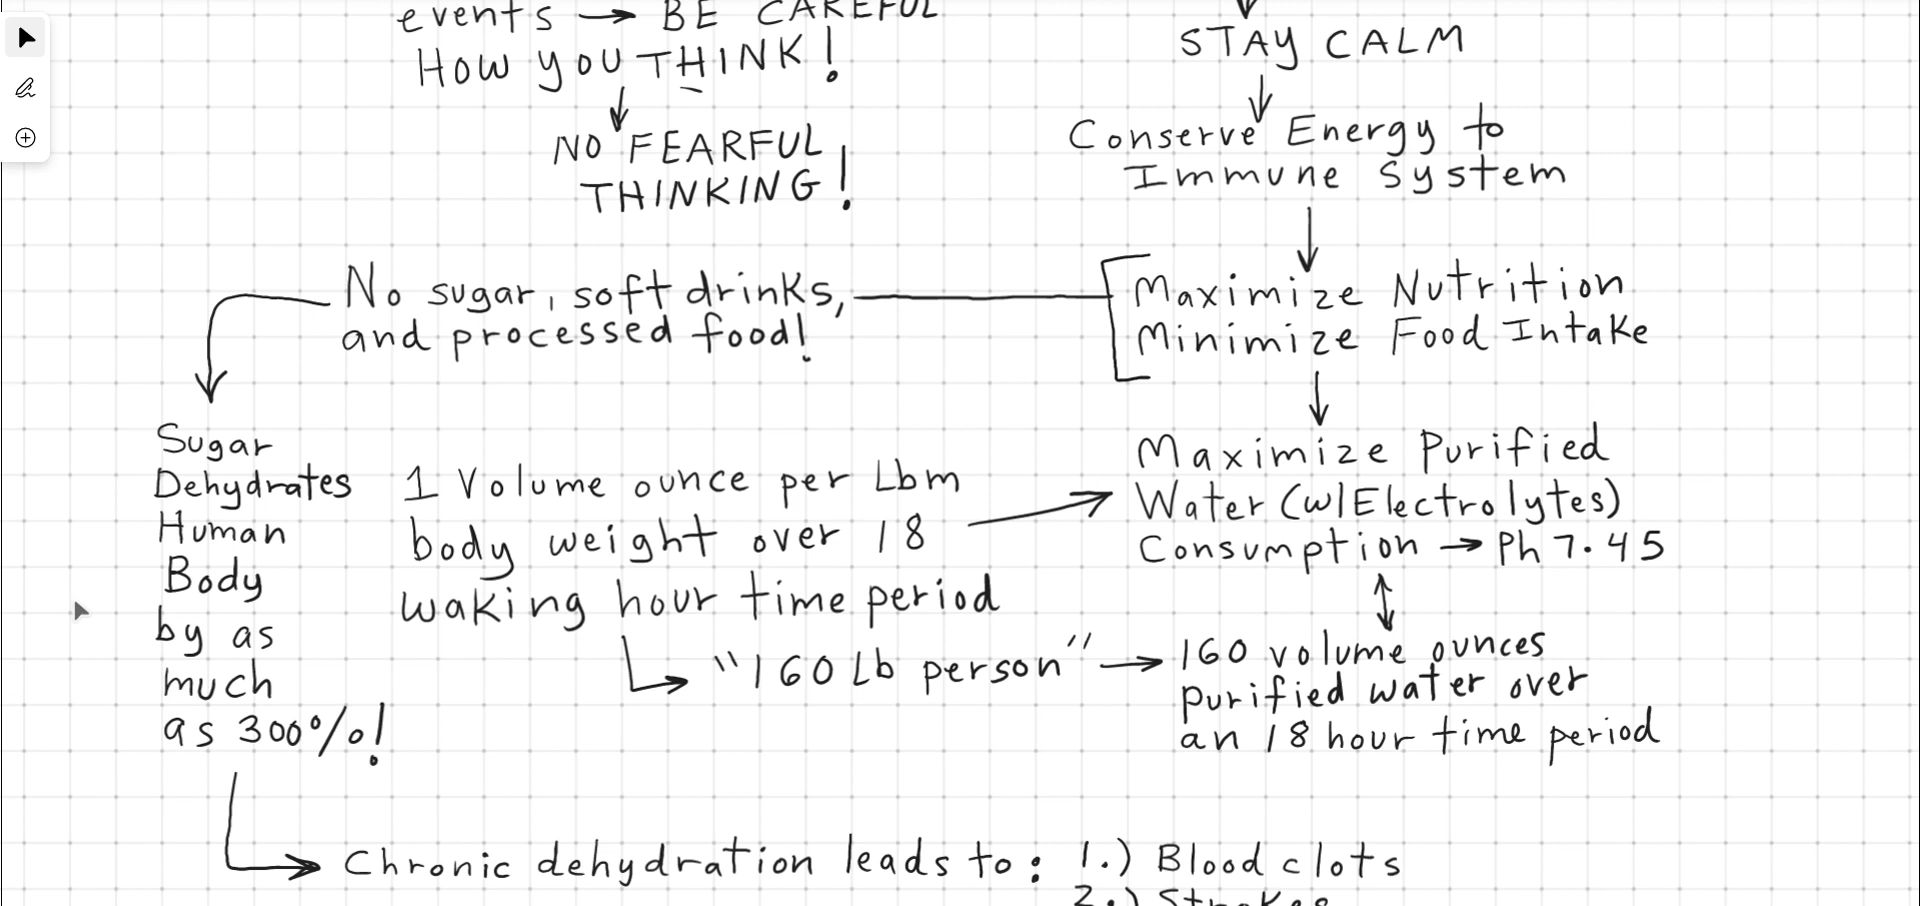 events → BE CAREFUL
HOW YOU THINK!
↓
NO FEARFUL
THINKING!
STAY CALM
↓
Conserve Energy to
Immune System
↓
Maximize Nutrition
Minimize Food Intake
No sugar, soft drinks,
and processed food!
↓
Maximize Purified
Water (w/Electrolytes)
Consumption → Ph 7.45
Sugar
Dehydrates
Human
Body
by as
much
as 300%!
1 Volume ounce per Lbm
body weight over 18
waking hour time period
"160 Lb person" →
160 volume ounces
purified water over
an 18 hour time period
Chronic dehydration leads to: 1.) Blood clots
2.) Strokes